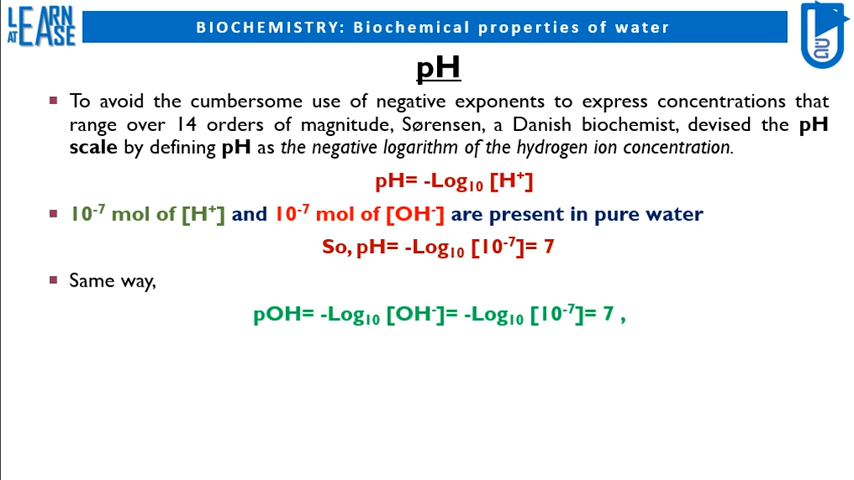 LEARN
AT EASE
BIOCHEMISTRY: Biochemical properties of water
GIU
pH
▪ To avoid the cumbersome use of negative exponents to express concentrations that
range over 14 orders of magnitude, Sørensen, a Danish biochemist, devised the pH
scale by defining pH as the negative logarithm of the hydrogen ion concentration.
pH= -Log₁₀ [H⁺]
▪ 10⁻⁷ mol of [H⁺] and 10⁻⁷ mol of [OH⁻] are present in pure water
So, pH= -Log₁₀ [10⁻⁷]= 7
▪ Same way,
pOH= -Log₁₀ [OH⁻]= -Log₁₀ [10⁻⁷]= 7 ,